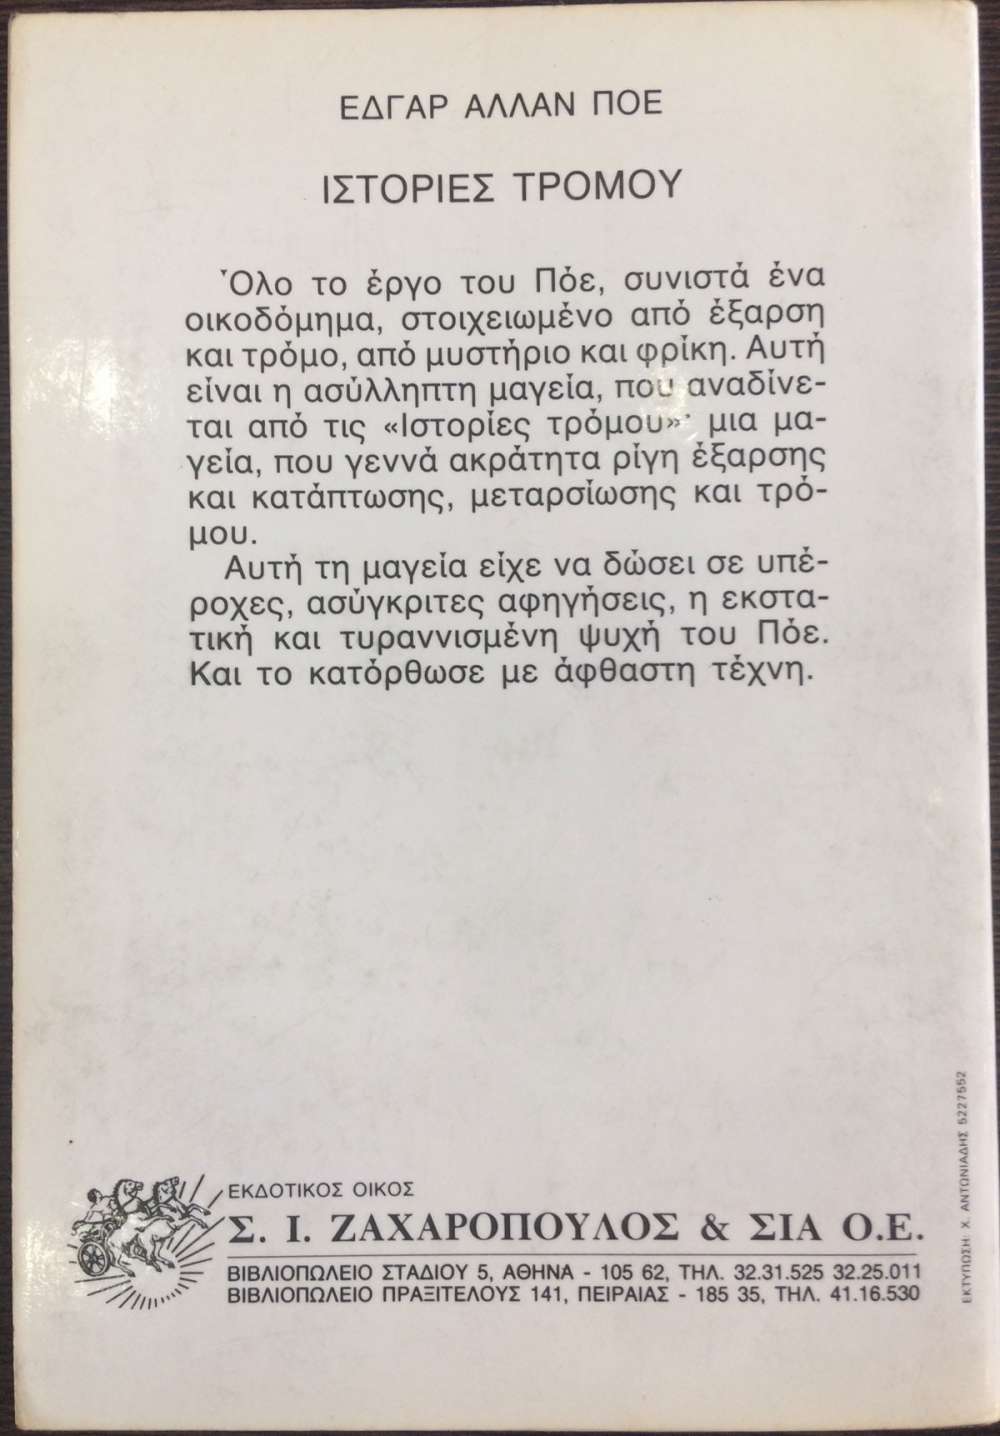 ΕΔΓΑΡ ΑΛΛΑΝ ΠΟΕ
ΙΣΤΟΡΙΕΣ ΤΡΟΜΟΥ
Όλο το έργο του Πόε, συνιστά ένα
οικοδόμημα, στοιχειωμένο από έξαρση
και τρόμο, από μυστήριο και φρίκη. Αυτή
είναι η ασύλληπτη μαγεία, που αναδίνε-
ται από τις «Ιστορίες τρόμου»· μια μα-
γεία, που γεννά ακράτητα ρίγη έξαρσης
και κατάπτωσης, μεταρσίωσης και τρό-
μου.
Αυτή τη μαγεία είχε να δώσει σε υπέ-
ροχες, ασύγκριτες αφηγήσεις, η εκστα-
τική και τυραννισμένη ψυχή του Πόε.
Και το κατόρθωσε με άφθαστη τέχνη.
ΕΚΔΟΤΙΚΟΣ ΟΙΚΟΣ
Σ. Ι. ΖΑΧΑΡΟΠΟΥΛΟΣ & ΣΙΑ Ο.Ε.
ΒΙΒΛΙΟΠΩΛΕΙΟ ΣΤΑΔΙΟΥ 5, ΑΘΗΝΑ - 105 62, ΤΗΛ. 32.31.525 32.25.011
ΒΙΒΛΙΟΠΩΛΕΙΟ ΠΡΑΞΙΤΕΛΟΥΣ 141, ΠΕΙΡΑΙΑΣ - 185 35, ΤΗΛ. 41.16.530
ΕΚΤΥΠΩΣΗ: Χ. ΑΝΤΩΝΙΑΔΗΣ 5227552